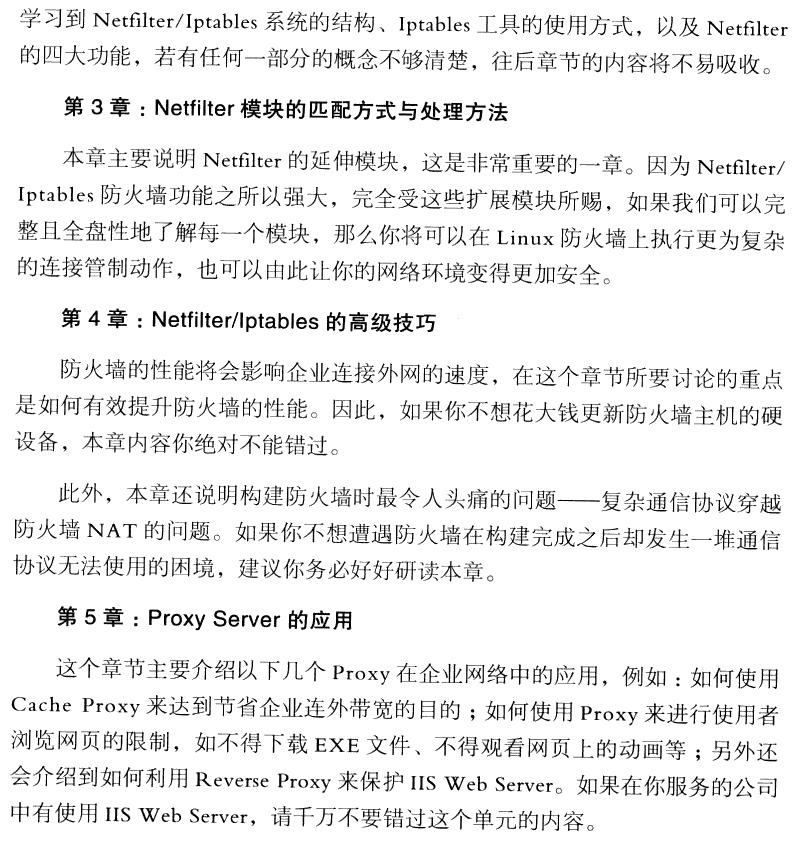 学习到 Netfilter/Iptables 系统的结构、Iptables 工具的使用方式，以及 Netfilter
的四大功能，若有任何一部分的概念不够清楚，往后章节的内容将不易吸收。
第 3 章：Netfilter 模块的匹配方式与处理方法
本章主要说明 Netfilter 的延伸模块，这是非常重要的一章。因为 Netfilter/
Iptables 防火墙功能之所以强大，完全受这些扩展模块所赐，如果我们可以完
整且全盘性地了解每一个模块，那么你将可以在 Linux 防火墙上执行更为复杂
的连接管制动作，也可以由此让你的网络环境变得更加安全。
第 4 章：Netfilter/Iptables 的高级技巧
防火墙的性能将会影响企业连接外网的速度，在这个章节所要讨论的重点
是如何有效提升防火墙的性能。因此，如果你不想花大钱更新防火墙主机的硬
设备，本章内容你绝对不能错过。
此外，本章还说明构建防火墙时最令人头痛的问题——复杂通信协议穿越
防火墙 NAT 的问题。如果你不想遭遇防火墙在构建完成之后却发生一堆通信
协议无法使用的困境，建议你务必好好研读本章。
第 5 章：Proxy Server 的应用
这个章节主要介绍以下几个 Proxy 在企业网络中的应用，例如：如何使用
Cache Proxy 来达到节省企业连外带宽的目的；如何使用 Proxy 来进行使用者
浏览网页的限制，如不得下载 EXE 文件、不得观看网页上的动画等；另外还
会介绍到如何利用 Reverse Proxy 来保护 IIS Web Server。如果在你服务的公司
中有使用 IIS Web Server，请千万不要错过这个单元的内容。